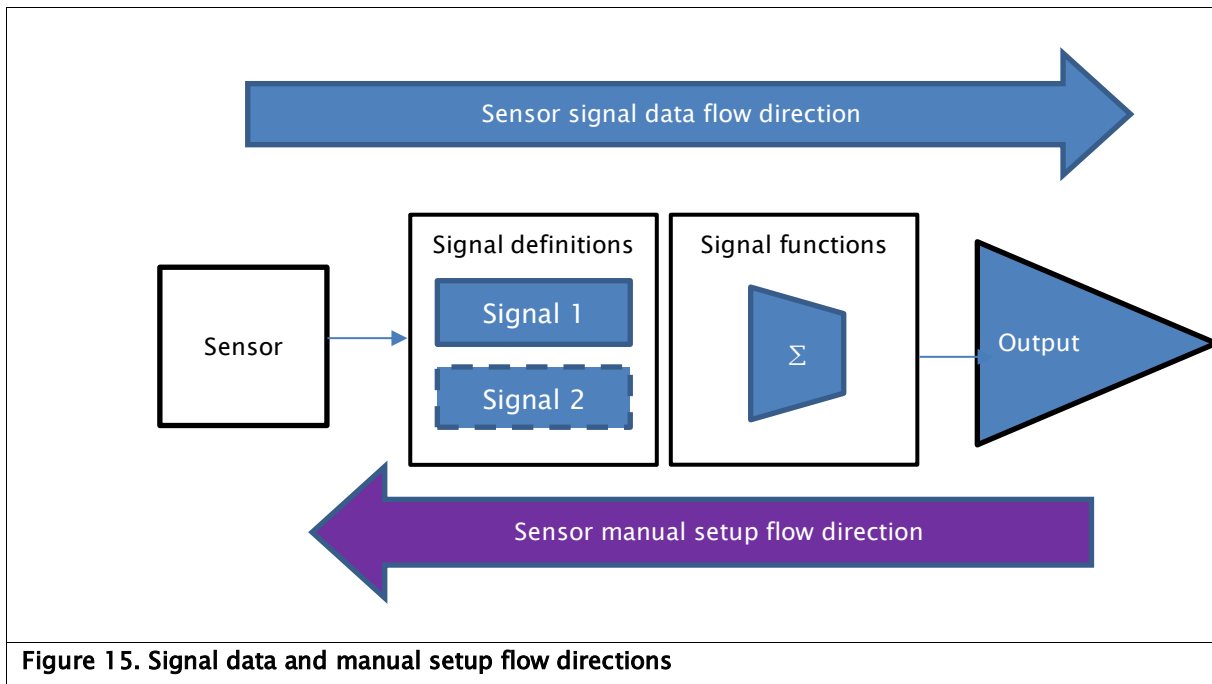 Sensor signal data flow direction
Signal definitions
Signal functions
Sensor
Signal 1
Signal 2
Σ
Output
Sensor manual setup flow direction
Figure 15. Signal data and manual setup flow directions